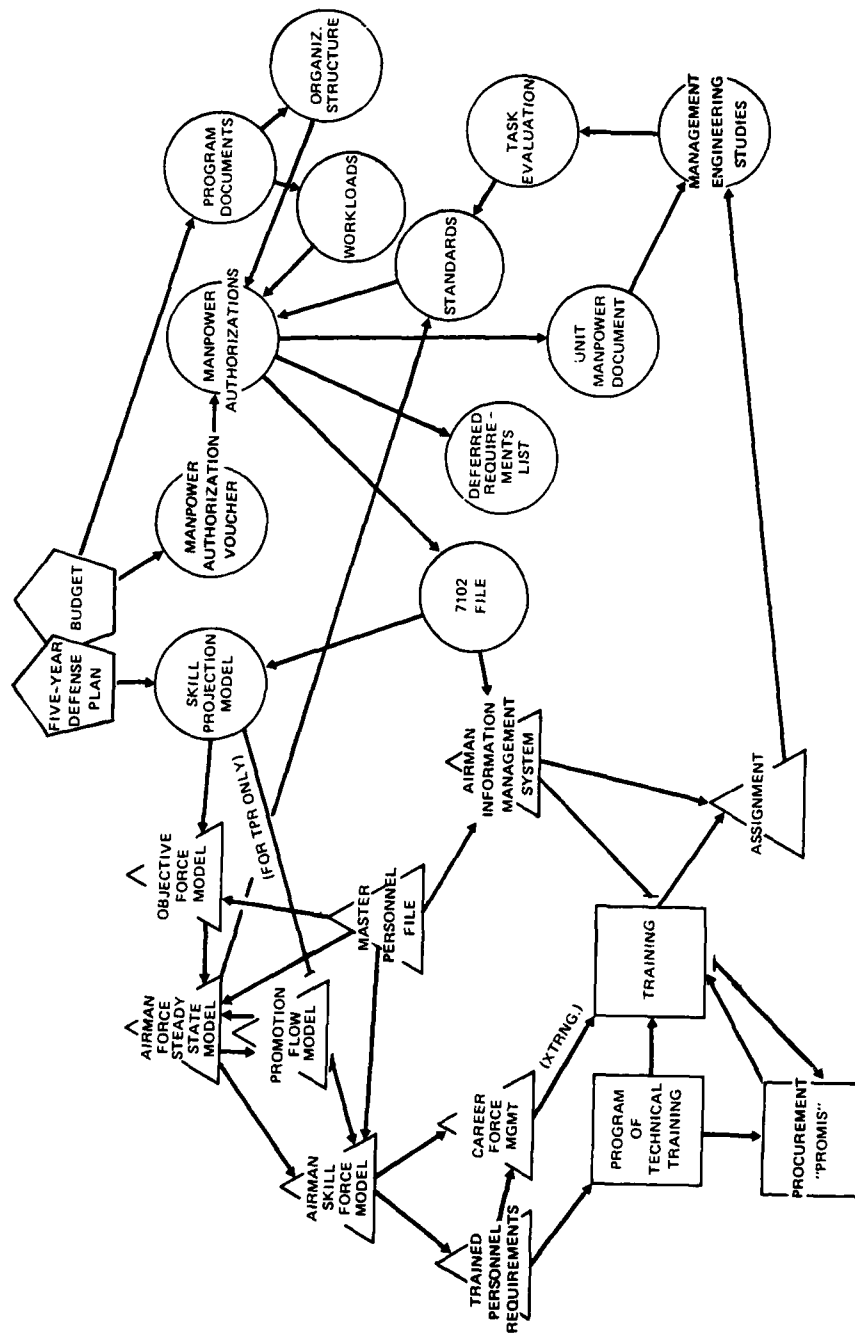 FIVE-YEAR
DEFENSE
PLAN
BUDGET
PROGRAM
DOCUMENTS
ORGANIZ.
STRUCTURE
WORKLOADS
MANPOWER
AUTHORIZATIONS
MANPOWER
AUTHORIZATION
VOUCHER
SKILL
PROJECTION
MODEL
OBJECTIVE
FORCE
MODEL
AIRMAN
FORCE
STEADY
STATE
MODEL
(FOR TPR ONLY)
PROMOTION
FLOW
MODEL
AIRMAN
SKILL
FORCE
MODEL
MASTER
PERSONNEL
FILE
7102
FILE
DEFERRED
REQUIRE-
MENTS
LIST
STANDARDS
TASK
EVALUATION
UNIT
MANPOWER
DOCUMENT
MANAGEMENT
ENGINEERING
STUDIES
AIRMAN
INFORMATION
MANAGEMENT
SYSTEM
TRAINED
PERSONNEL
REQUIREMENTS
CAREER
FORCE
MGMT
(XTRNG.)
PROGRAM
OF
TECHNICAL
TRAINING
TRAINING
ASSIGNMENT
PROCUREMENT
"PROMIS"